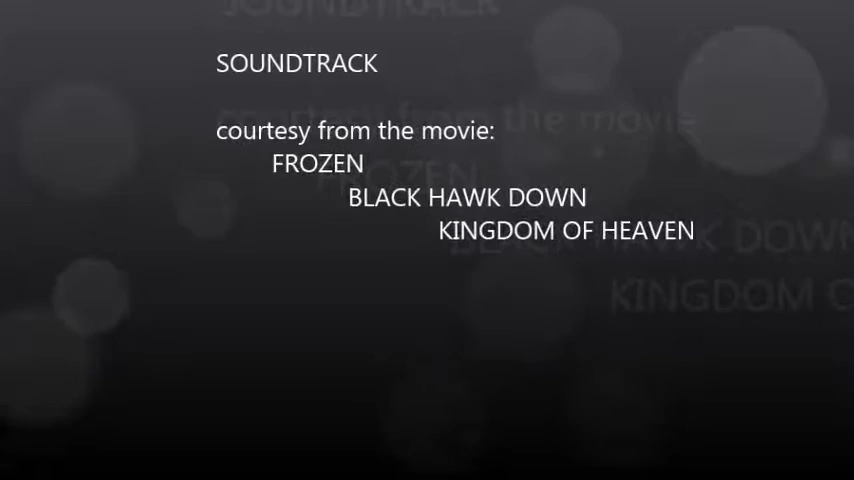 SOUNDTRACK
courtesy from the movie:
FROZEN
BLACK HAWK DOWN
KINGDOM OF HEAVEN